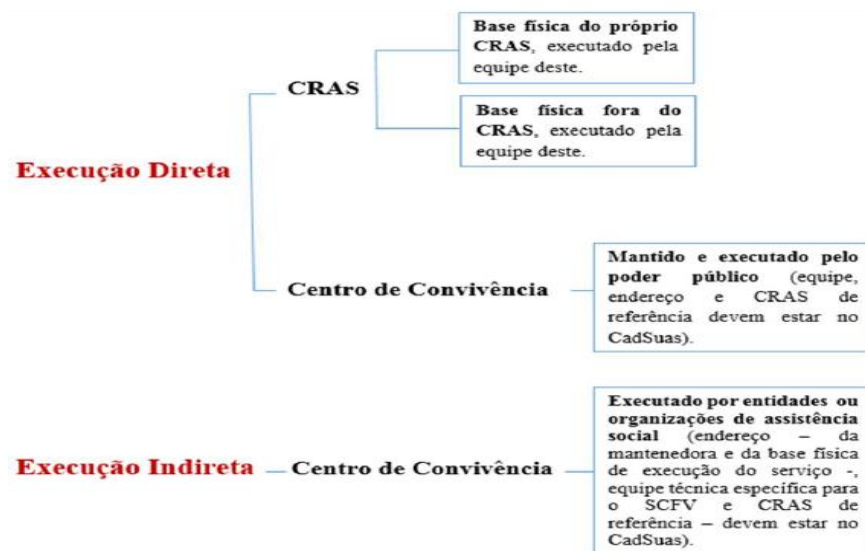 Base física do próprio
CRAS, executado pela
equipe deste.
CRAS
Base física fora do
CRAS, executado pela
equipe deste.
Execução Direta
Mantido e executado pelo
poder público (equipe,
endereço e CRAS de
referência devem estar no
CadSuas).
Centro de Convivência
Executado por entidades ou
organizações de assistência
social (endereço – da
mantenedora e da base física
de execução do serviço -,
equipe técnica específica para
o SCFV e CRAS de
referência – devem estar no
CadSuas).
Execução Indireta
Centro de Convivência